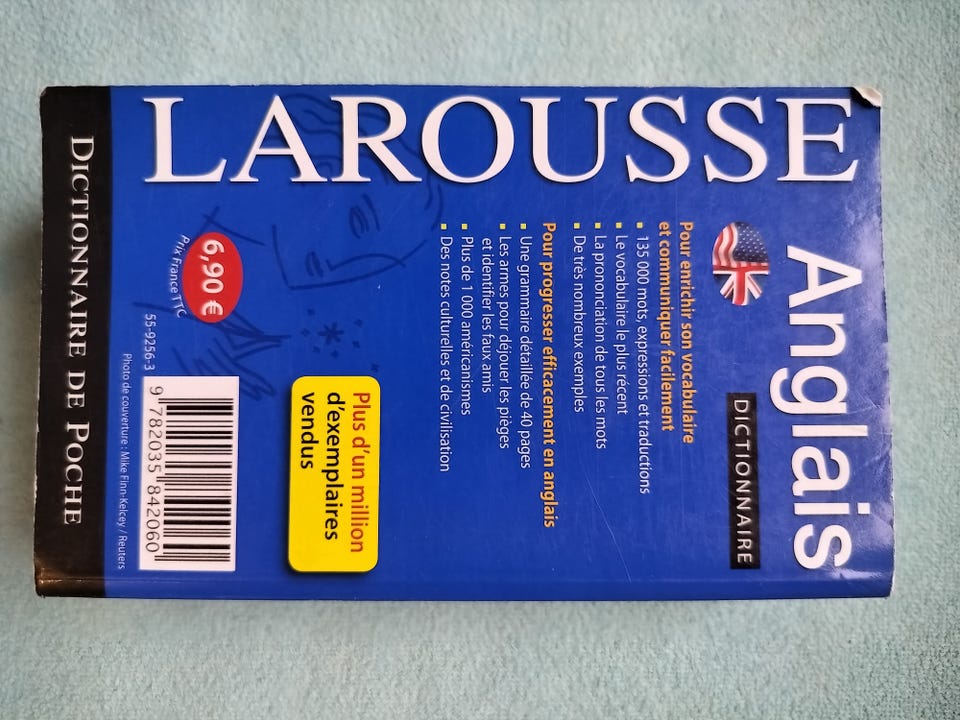 LAROUSSE
Anglais
DICTIONNAIRE
Pour enrichir son vocabulaire
et communiquer facilement
▪ 135 000 mots, expressions et traductions
▪ Le vocabulaire le plus récent
▪ La prononciation de tous les mots
▪ De très nombreux exemples
Pour progresser efficacement en anglais
▪ Une grammaire détaillée de 40 pages
▪ Les armes pour déjouer les pièges
et identifier les faux amis
▪ Plus de 1 000 américanismes
▪ Des notes culturelles et de civilisation
Plus d'un million
d'exemplaires
vendus
6,90 €
Prix France TTC
55-9256-3
9 782035 842060
Photo de couverture : Mike Finn-Kelcey / Reuters
DICTIONNAIRE DE POCHE